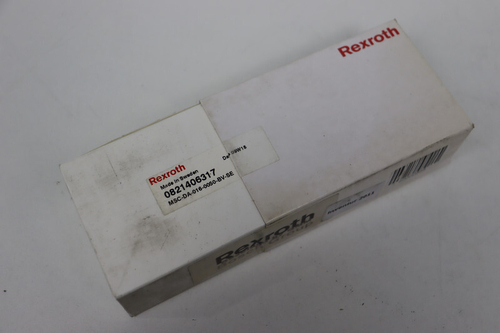 Rexroth
Rexroth
Made in Sweden
0821406317
MSC-DA-016-0050-BV-SE
Rexroth